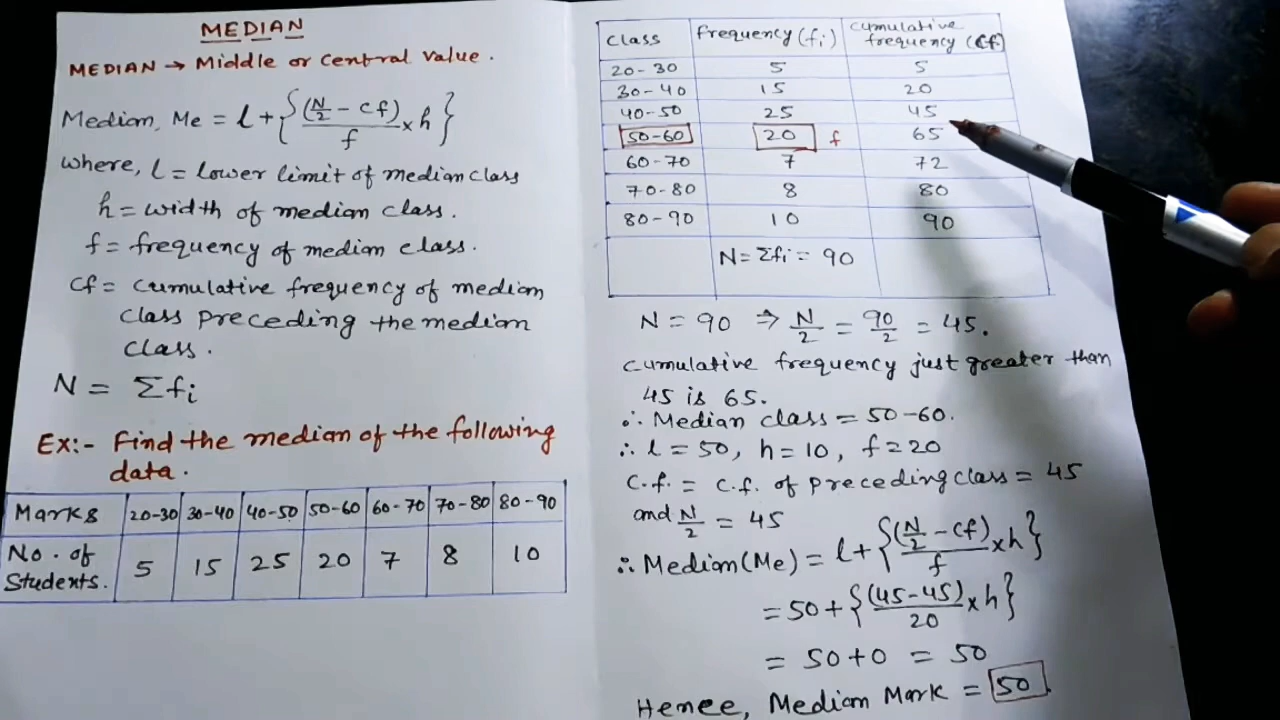 MEDIAN
MEDIAN → Middle or central value.
Median, Me = l + {(N/2 - cf)/f × h}
where, l = lower limit of median class
h = width of median class.
f = frequency of median class.
cf = cumulative frequency of median
class preceding the median
class.
N = Σfi
Ex:- Find the median of the following
data.
Marks 20-30 30-40 40-50 50-60 60-70 70-80 80-90
No. of
Students. 5 15 25 20 7 8 10
Class frequency (fi) cumulative
frequency (cf)
20-30 5 5
30-40 15 20
40-50 25 45
50-60 20 f 65
60-70 7 72
70-80 8 80
80-90 10 90
N = Σfi = 90
N = 90 ⇒ N/2 = 90/2 = 45.
cumulative frequency just greater than
45 is 65.
∴ Median class = 50-60.
∴ l = 50, h = 10, f = 20
C.f. = c.f. of preceding class = 45
and N/2 = 45
∴ Median(Me) = l + {(N/2 - cf)/f × h}
= 50 + {(45-45)/20 × h}
= 50 + 0 = 50
Hence, Median Mark = 50.